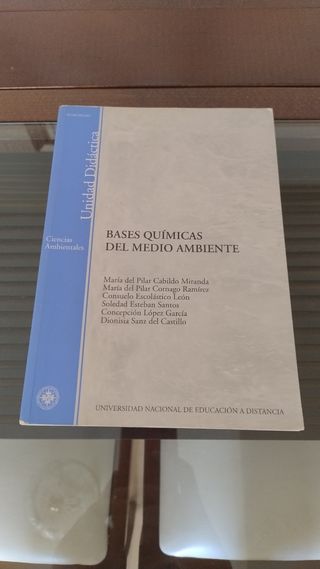 Unidad Didáctica
Ciencias
Ambientales
BASES QUÍMICAS
DEL MEDIO AMBIENTE
María del Pilar Cabildo Miranda
María del Pilar Cornago Ramírez
Consuelo Escolástico León
Soledad Esteban Santos
Concepción López García
Dionisia Sanz del Castillo
UNIVERSIDAD NACIONAL DE EDUCACIÓN A DISTANCIA